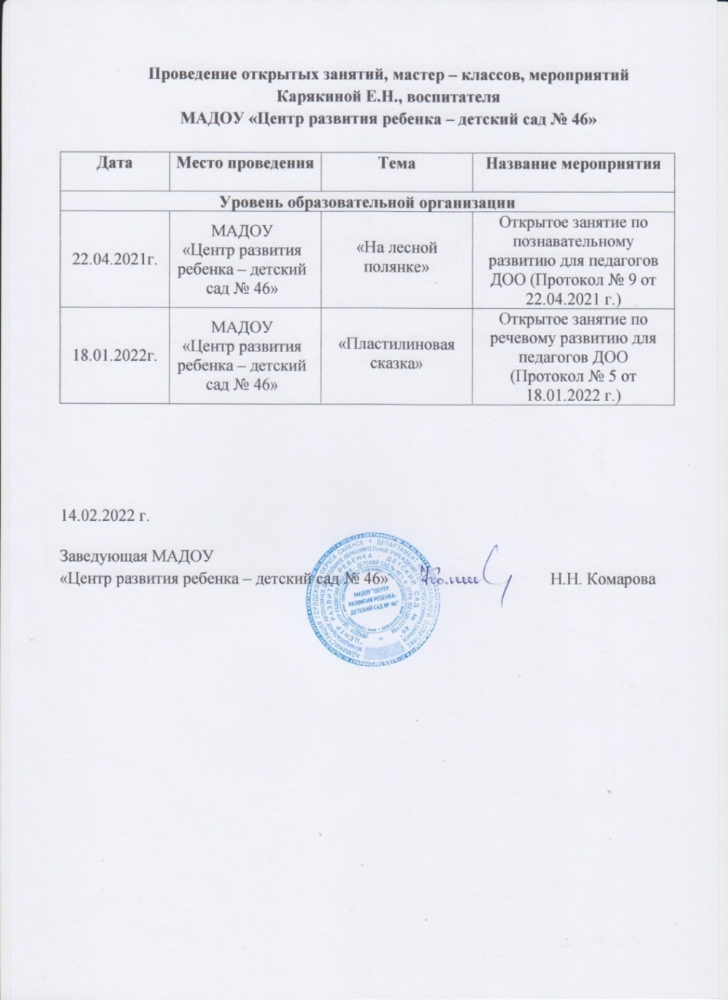 Проведение открытых занятий, мастер – классов, мероприятий
Карякиной Е.Н., воспитателя
МАДОУ «Центр развития ребенка – детский сад № 46»
Дата Место проведения Тема Название мероприятия
Уровень образовательной организации
22.04.2021г.
МАДОУ
«Центр развития
ребенка – детский
сад № 46»
«На лесной
полянке»
Открытое занятие по
познавательному
развитию для педагогов
ДОО (Протокол № 9 от
22.04.2021 г.)
18.01.2022г.
МАДОУ
«Центр развития
ребенка – детский
сад № 46»
«Пластилиновая
сказка»
Открытое занятие по
речевому развитию для
педагогов ДОО
(Протокол № 5 от
18.01.2022 г.)
14.02.2022 г.
Заведующая МАДОУ
«Центр развития ребенка – детский сад № 46» Н.Н. Комарова
МАДОУ "ЦЕНТР
РАЗВИТИЯ РЕБЕНКА -
ДЕТСКИЙ САД № 46"